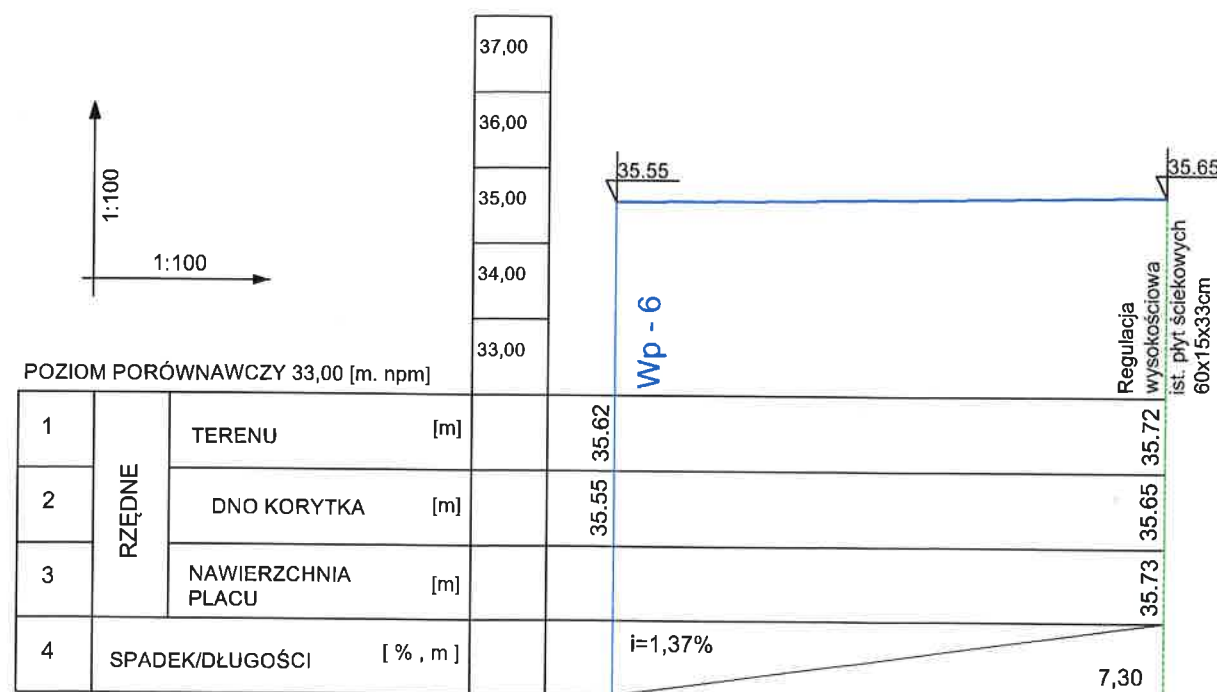 37,00
36,00
35,00
34,00
33,00
1:100
1:100
35.55
35.65
Wp - 6
Regulacja
wysokościowa
ist. płyt ściekowych
60x15x33cm
POZIOM PORÓWNAWCZY 33,00 [m. npm]
RZĘDNE
1 TERENU [m] 35.62 35.72
2 DNO KORYTKA [m] 35.55 35.65
3 NAWIERZCHNIA PLACU [m] 35.73
4 SPADEK/DŁUGOŚCI [ % , m ] i=1,37% 7,30